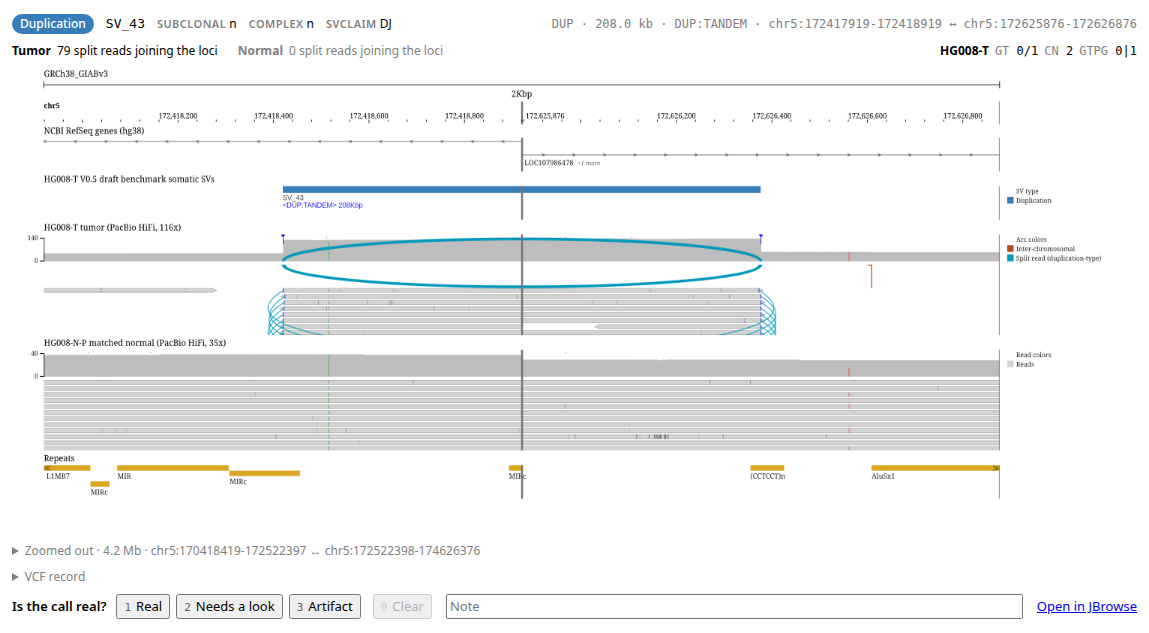 Duplication SV_43 SUBCLONAL n COMPLEX n SVCLAIM DJ DUP · 208.0 kb · DUP:TANDEM · chr5:172417919-172418919 ↔ chr5:172625876-172626876
Tumor 79 split reads joining the loci Normal 0 split reads joining the loci HG008-T GT 0/1 CN 2 GTPG 0|1
GRCh38_GIABv3
2Kbp
chr5
172,418,200 172,418,400 172,418,600 172,418,800 172,625,876 172,626,200 172,626,400 172,626,600 172,626,800
NCBI RefSeq genes (hg38)
LOC107986478 +1 more
HG008-T V0.5 draft benchmark somatic SVs
SV type
Duplication
SV_43
<DUP:TANDEM> 208Kbp
HG008-T tumor (PacBio HiFi, 116x)
140
0
Arc colors
Inter-chromosomal
Split read (duplication-type)
HG008-N-P matched normal (PacBio HiFi, 35x)
40
0
Read colors
Reads
Repeats
L1MB7 MIR MIRc (CCTCCT)n AluSx1
MIRc
MIRc
▶ Zoomed out · 4.2 Mb · chr5:170418419-172522397 ↔ chr5:172522398-174626376
▶ VCF record
Is the call real? 1 Real 2 Needs a look 3 Artifact 0 Clear Note Open in JBrowse